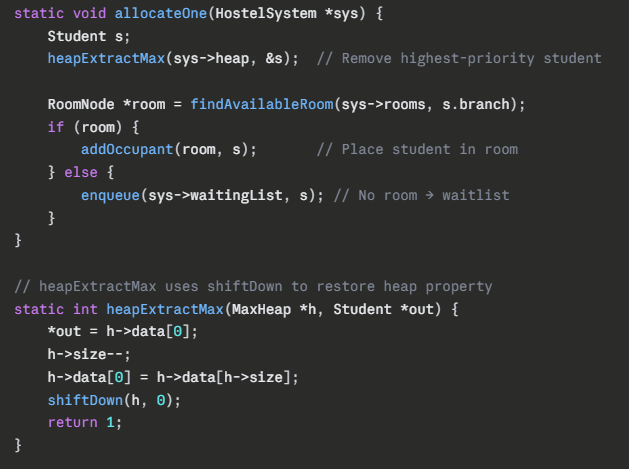 static void allocateOne(HostelSystem *sys) {
    Student s;
    heapExtractMax(sys->heap, &s);  // Remove highest-priority student

    RoomNode *room = findAvailableRoom(sys->rooms, s.branch);
    if (room) {
        addOccupant(room, s);       // Place student in room
    } else {
        enqueue(sys->waitingList, s); // No room → waitlist
    }
}

// heapExtractMax uses shiftDown to restore heap property
static int heapExtractMax(MaxHeap *h, Student *out) {
    *out = h->data[0];
    h->size--;
    h->data[0] = h->data[h->size];
    shiftDown(h, 0);
    return 1;
}